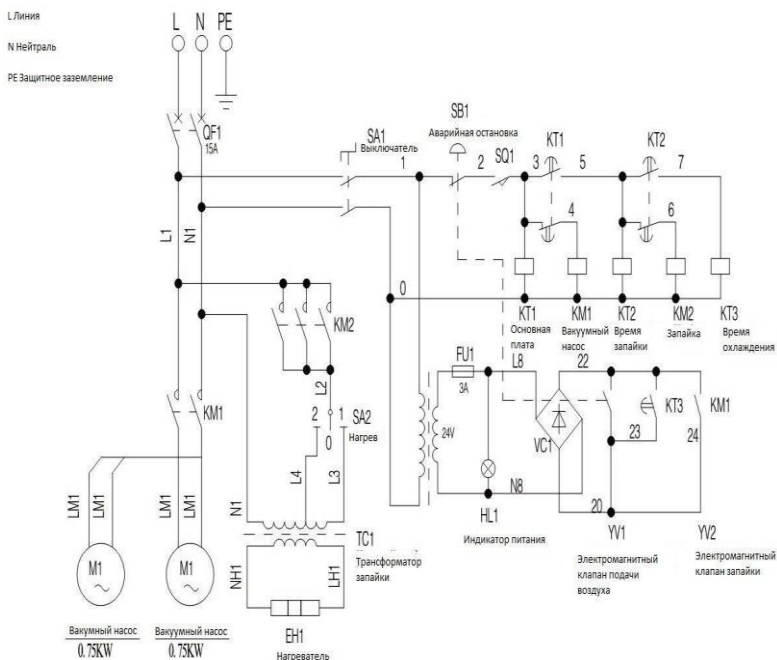 L Линия
N Нейтраль
PE Защитное заземление
L N PE
QF1
15A
SA1
Выключатель
SB1
Аварийная остановка
1
2
SQ1
3
KT1
5
KT2
7
4
6
L1
N1
0
KT1
Основная
плата
KM1
Вакуумный
насос
KT2
Время
запайки
KM2
Запайка
KT3
Время
охлаждения
KM2
L2
2
0
1
SA2
Нагрев
FU1
3A
L8
22
24V
VC1
KT3
KM1
23
24
N8
20
HL1
Индикатор питания
YV1
Электромагнитный
клапан подачи
воздуха
YV2
Электромагнитный
клапан запайки
KM1
LM1
LM1
LM1
LM1
N1
L4
L3
TC1
Трансформатор
запайки
NH1
LH1
EH1
Нагреватель
M1
M1
Вакумный насос
0.75KW
Вакуумный насос
0.75KW